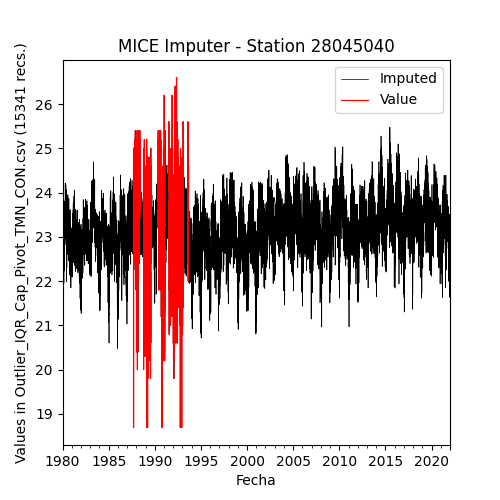 MICE Imputer - Station 28045040
Values in Outlier_IQR_Cap_Pivot_TMN_CON.csv (15341 recs.)
Imputed
Value
26
25
24
23
22
21
20
19
1980 1985 1990 1995 2000 2005 2010 2015 2020
Fecha